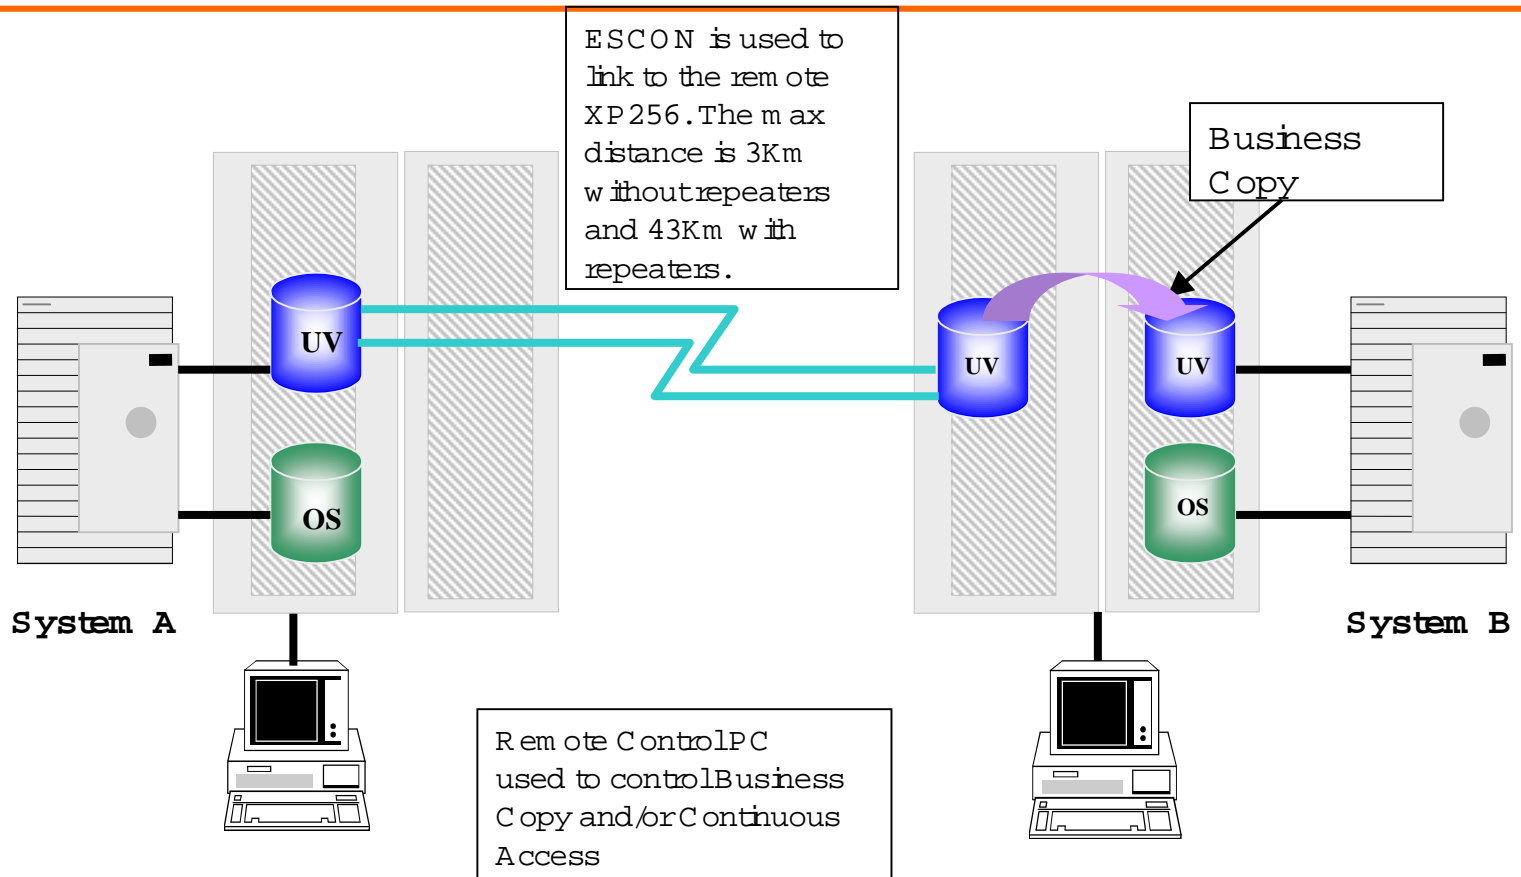 ESCON is used to
link to the remote
XP256. The max
distance is 3Km
without repeaters
and 43Km with
repeaters.
Business
Copy
UV
UV
UV
OS
OS
System A
System B
Remote Control PC
used to control Business
Copy and/or Continuous
Access